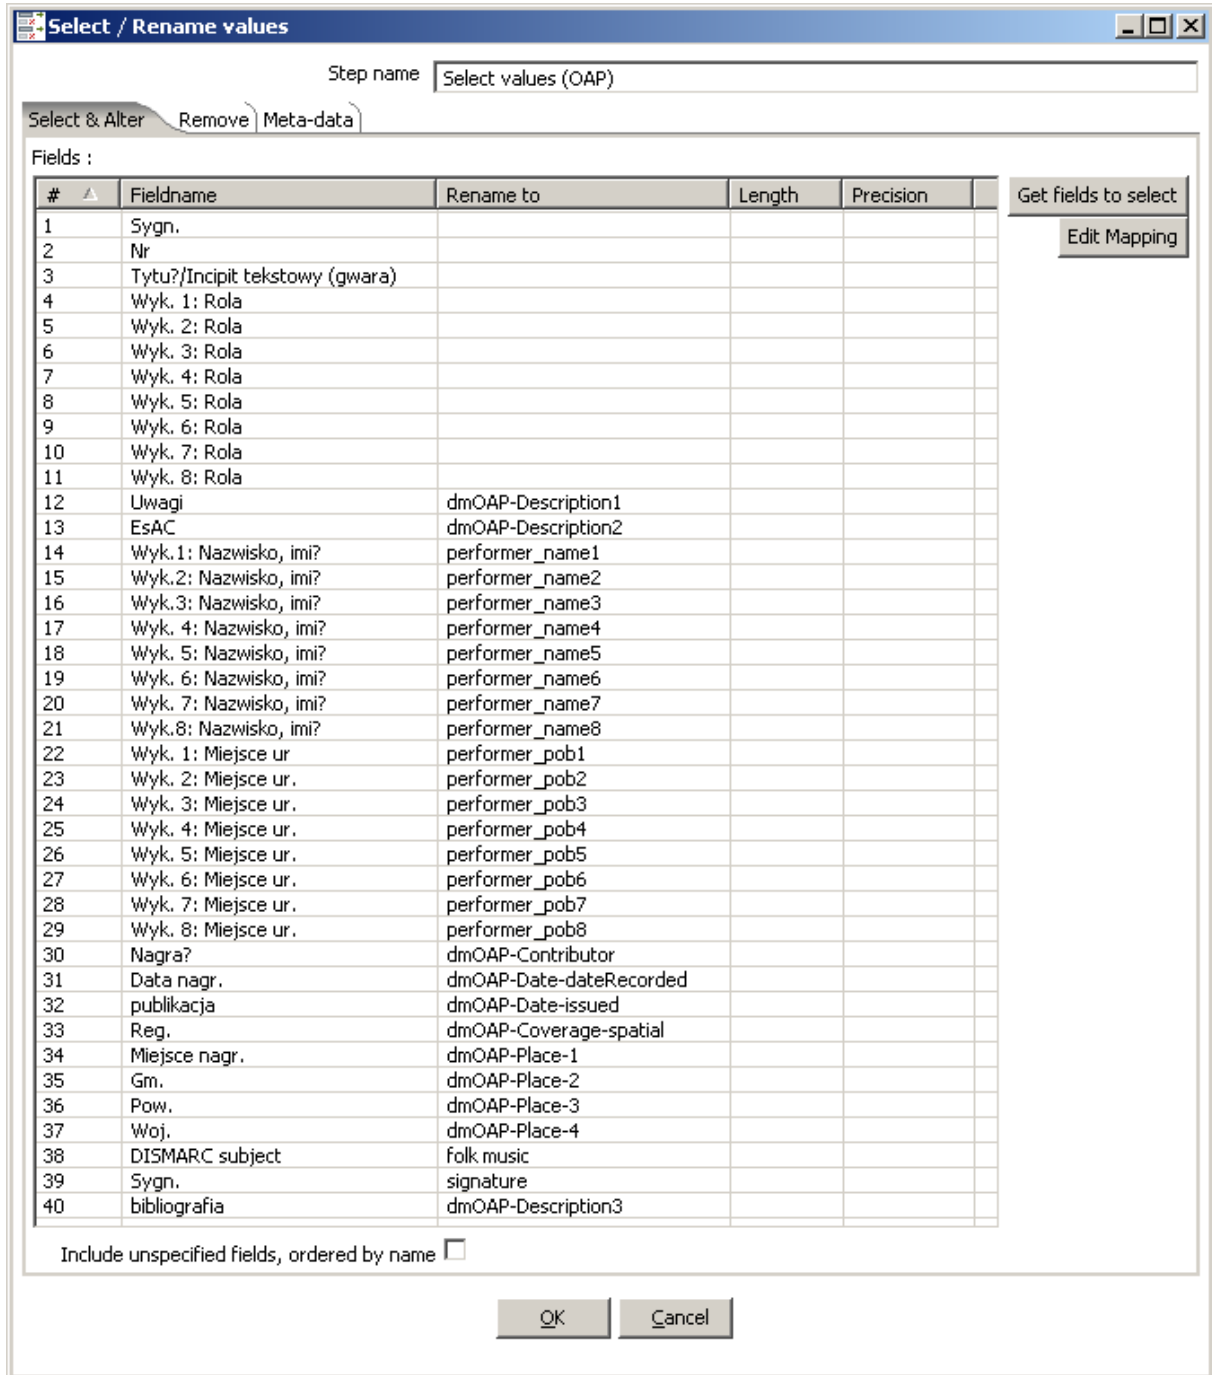 Select / Rename values
Step name Select values (OAP)
Select & Alter Remove Meta-data
Fields :
# Fieldname Rename to Length Precision Get fields to select
Edit Mapping
1 Sygn.
2 Nr
3 Tytu?/Incipit tekstowy (gwara)
4 Wyk. 1: Rola
5 Wyk. 2: Rola
6 Wyk. 3: Rola
7 Wyk. 4: Rola
8 Wyk. 5: Rola
9 Wyk. 6: Rola
10 Wyk. 7: Rola
11 Wyk. 8: Rola
12 Uwagi dmOAP-Description1
13 EsAC dmOAP-Description2
14 Wyk.1: Nazwisko, imi? performer_name1
15 Wyk.2: Nazwisko, imi? performer_name2
16 Wyk.3: Nazwisko, imi? performer_name3
17 Wyk. 4: Nazwisko, imi? performer_name4
18 Wyk. 5: Nazwisko, imi? performer_name5
19 Wyk. 6: Nazwisko, imi? performer_name6
20 Wyk. 7: Nazwisko, imi? performer_name7
21 Wyk.8: Nazwisko, imi? performer_name8
22 Wyk. 1: Miejsce ur performer_pob1
23 Wyk. 2: Miejsce ur. performer_pob2
24 Wyk. 3: Miejsce ur. performer_pob3
25 Wyk. 4: Miejsce ur. performer_pob4
26 Wyk. 5: Miejsce ur. performer_pob5
27 Wyk. 6: Miejsce ur. performer_pob6
28 Wyk. 7: Miejsce ur. performer_pob7
29 Wyk. 8: Miejsce ur. performer_pob8
30 Nagra? dmOAP-Contributor
31 Data nagr. dmOAP-Date-dateRecorded
32 publikacja dmOAP-Date-issued
33 Reg. dmOAP-Coverage-spatial
34 Miejsce nagr. dmOAP-Place-1
35 Gm. dmOAP-Place-2
36 Pow. dmOAP-Place-3
37 Woj. dmOAP-Place-4
38 DISMARC subject folk music
39 Sygn. signature
40 bibliografia dmOAP-Description3
Include unspecified fields, ordered by name
OK Cancel